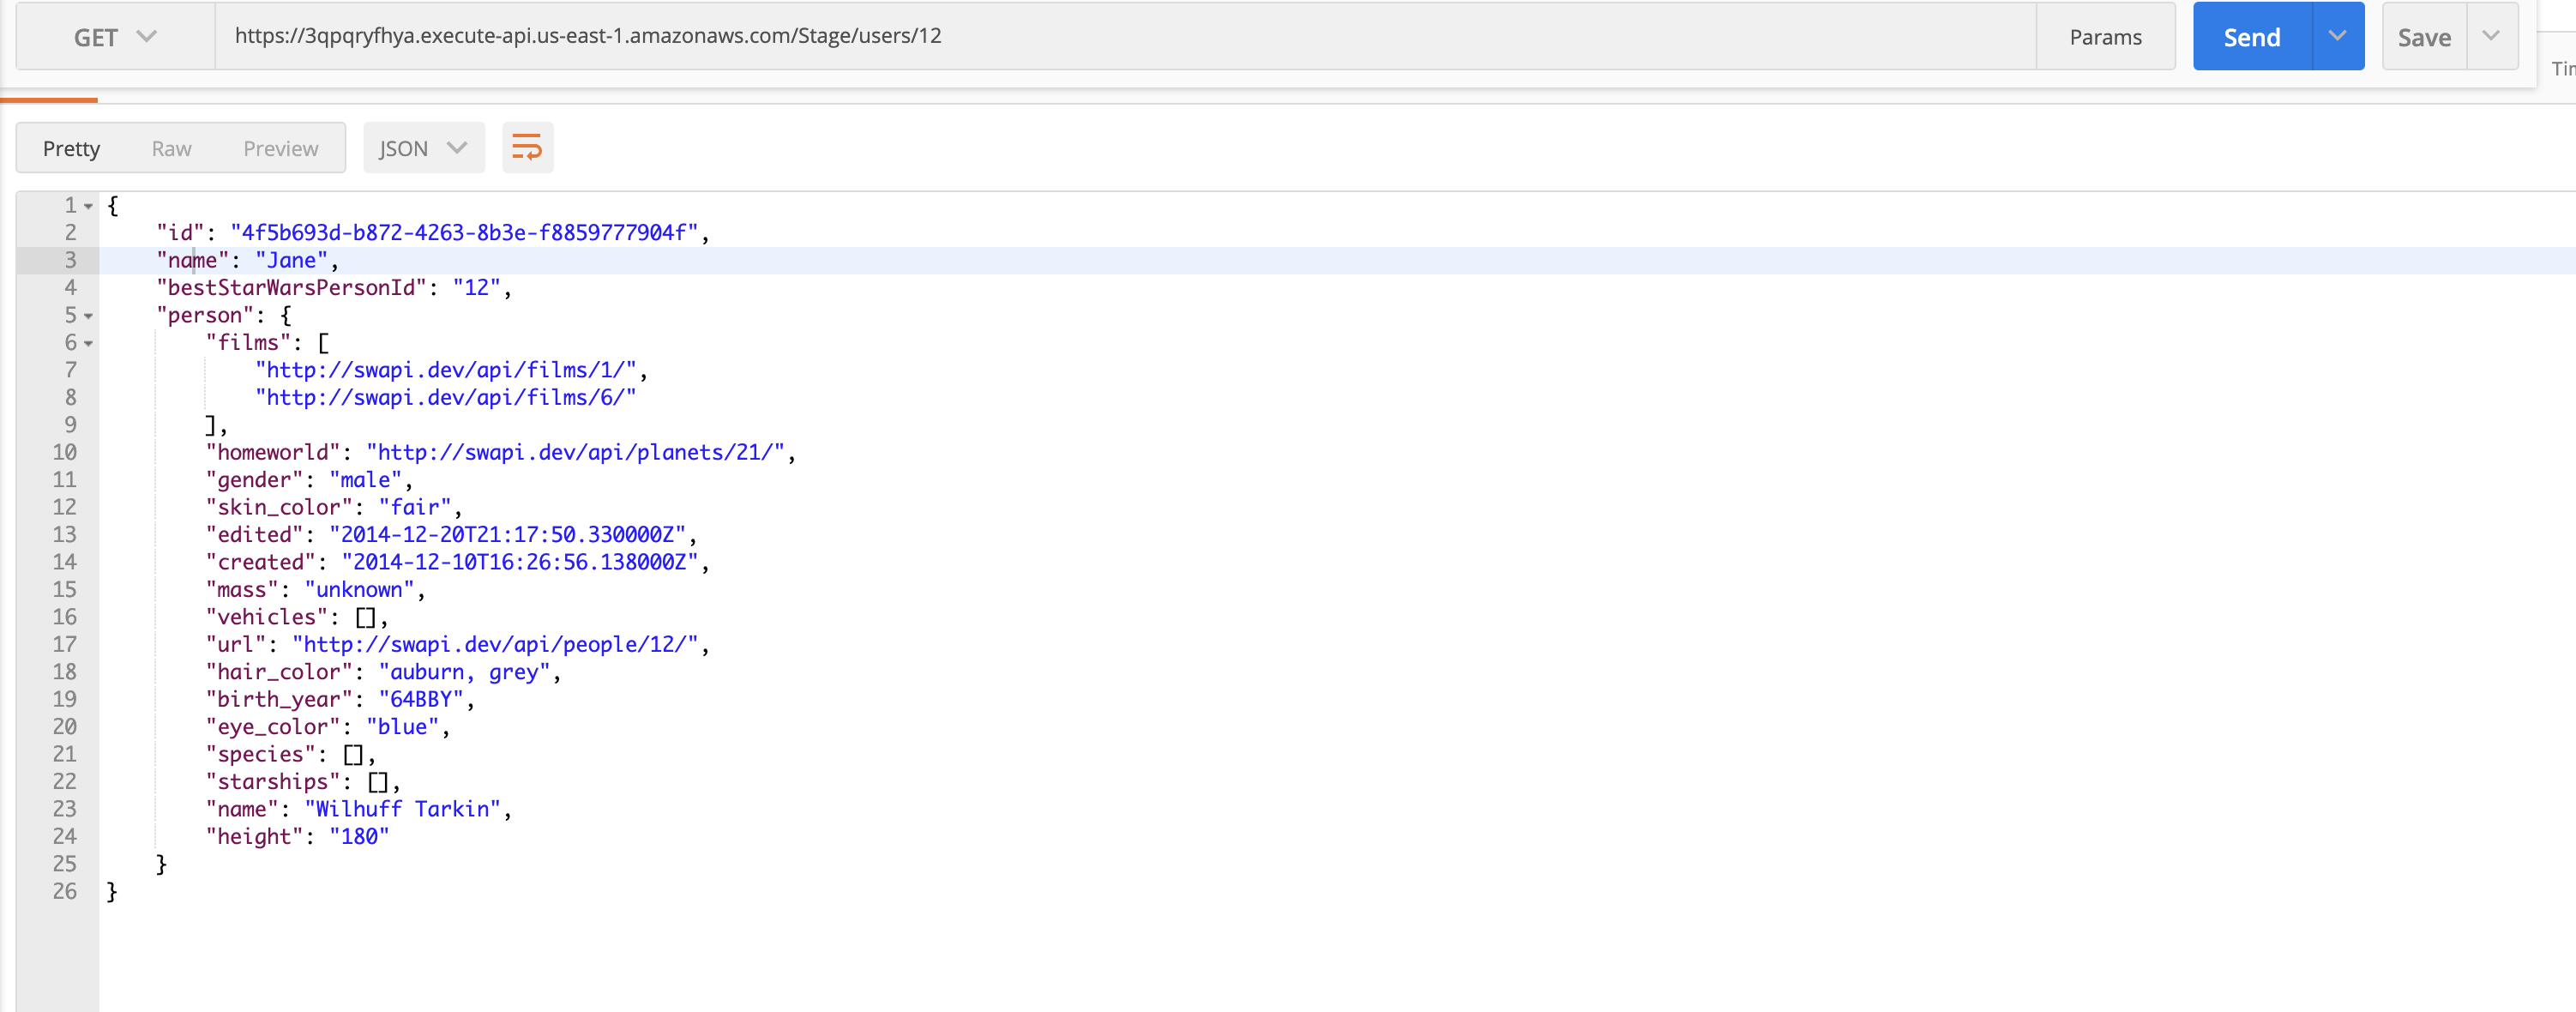 GET https://3qpqryfhya.execute-api.us-east-1.amazonaws.com/Stage/users/12 Params Send Save
Pretty Raw Preview JSON
1 {
2 "id": "4f5b693d-b872-4263-8b3e-f8859777904f",
3 "name": "Jane",
4 "bestStarWarsPersonId": "12",
5 "person": {
6 "films": [
7 "http://swapi.dev/api/films/1/",
8 "http://swapi.dev/api/films/6/"
9 ],
10 "homeworld": "http://swapi.dev/api/planets/21/",
11 "gender": "male",
12 "skin_color": "fair",
13 "edited": "2014-12-20T21:17:50.330000Z",
14 "created": "2014-12-10T16:26:56.138000Z",
15 "mass": "unknown",
16 "vehicles": [],
17 "url": "http://swapi.dev/api/people/12/",
18 "hair_color": "auburn, grey",
19 "birth_year": "64BBY",
20 "eye_color": "blue",
21 "species": [],
22 "starships": [],
23 "name": "Wilhuff Tarkin",
24 "height": "180"
25 }
26 }